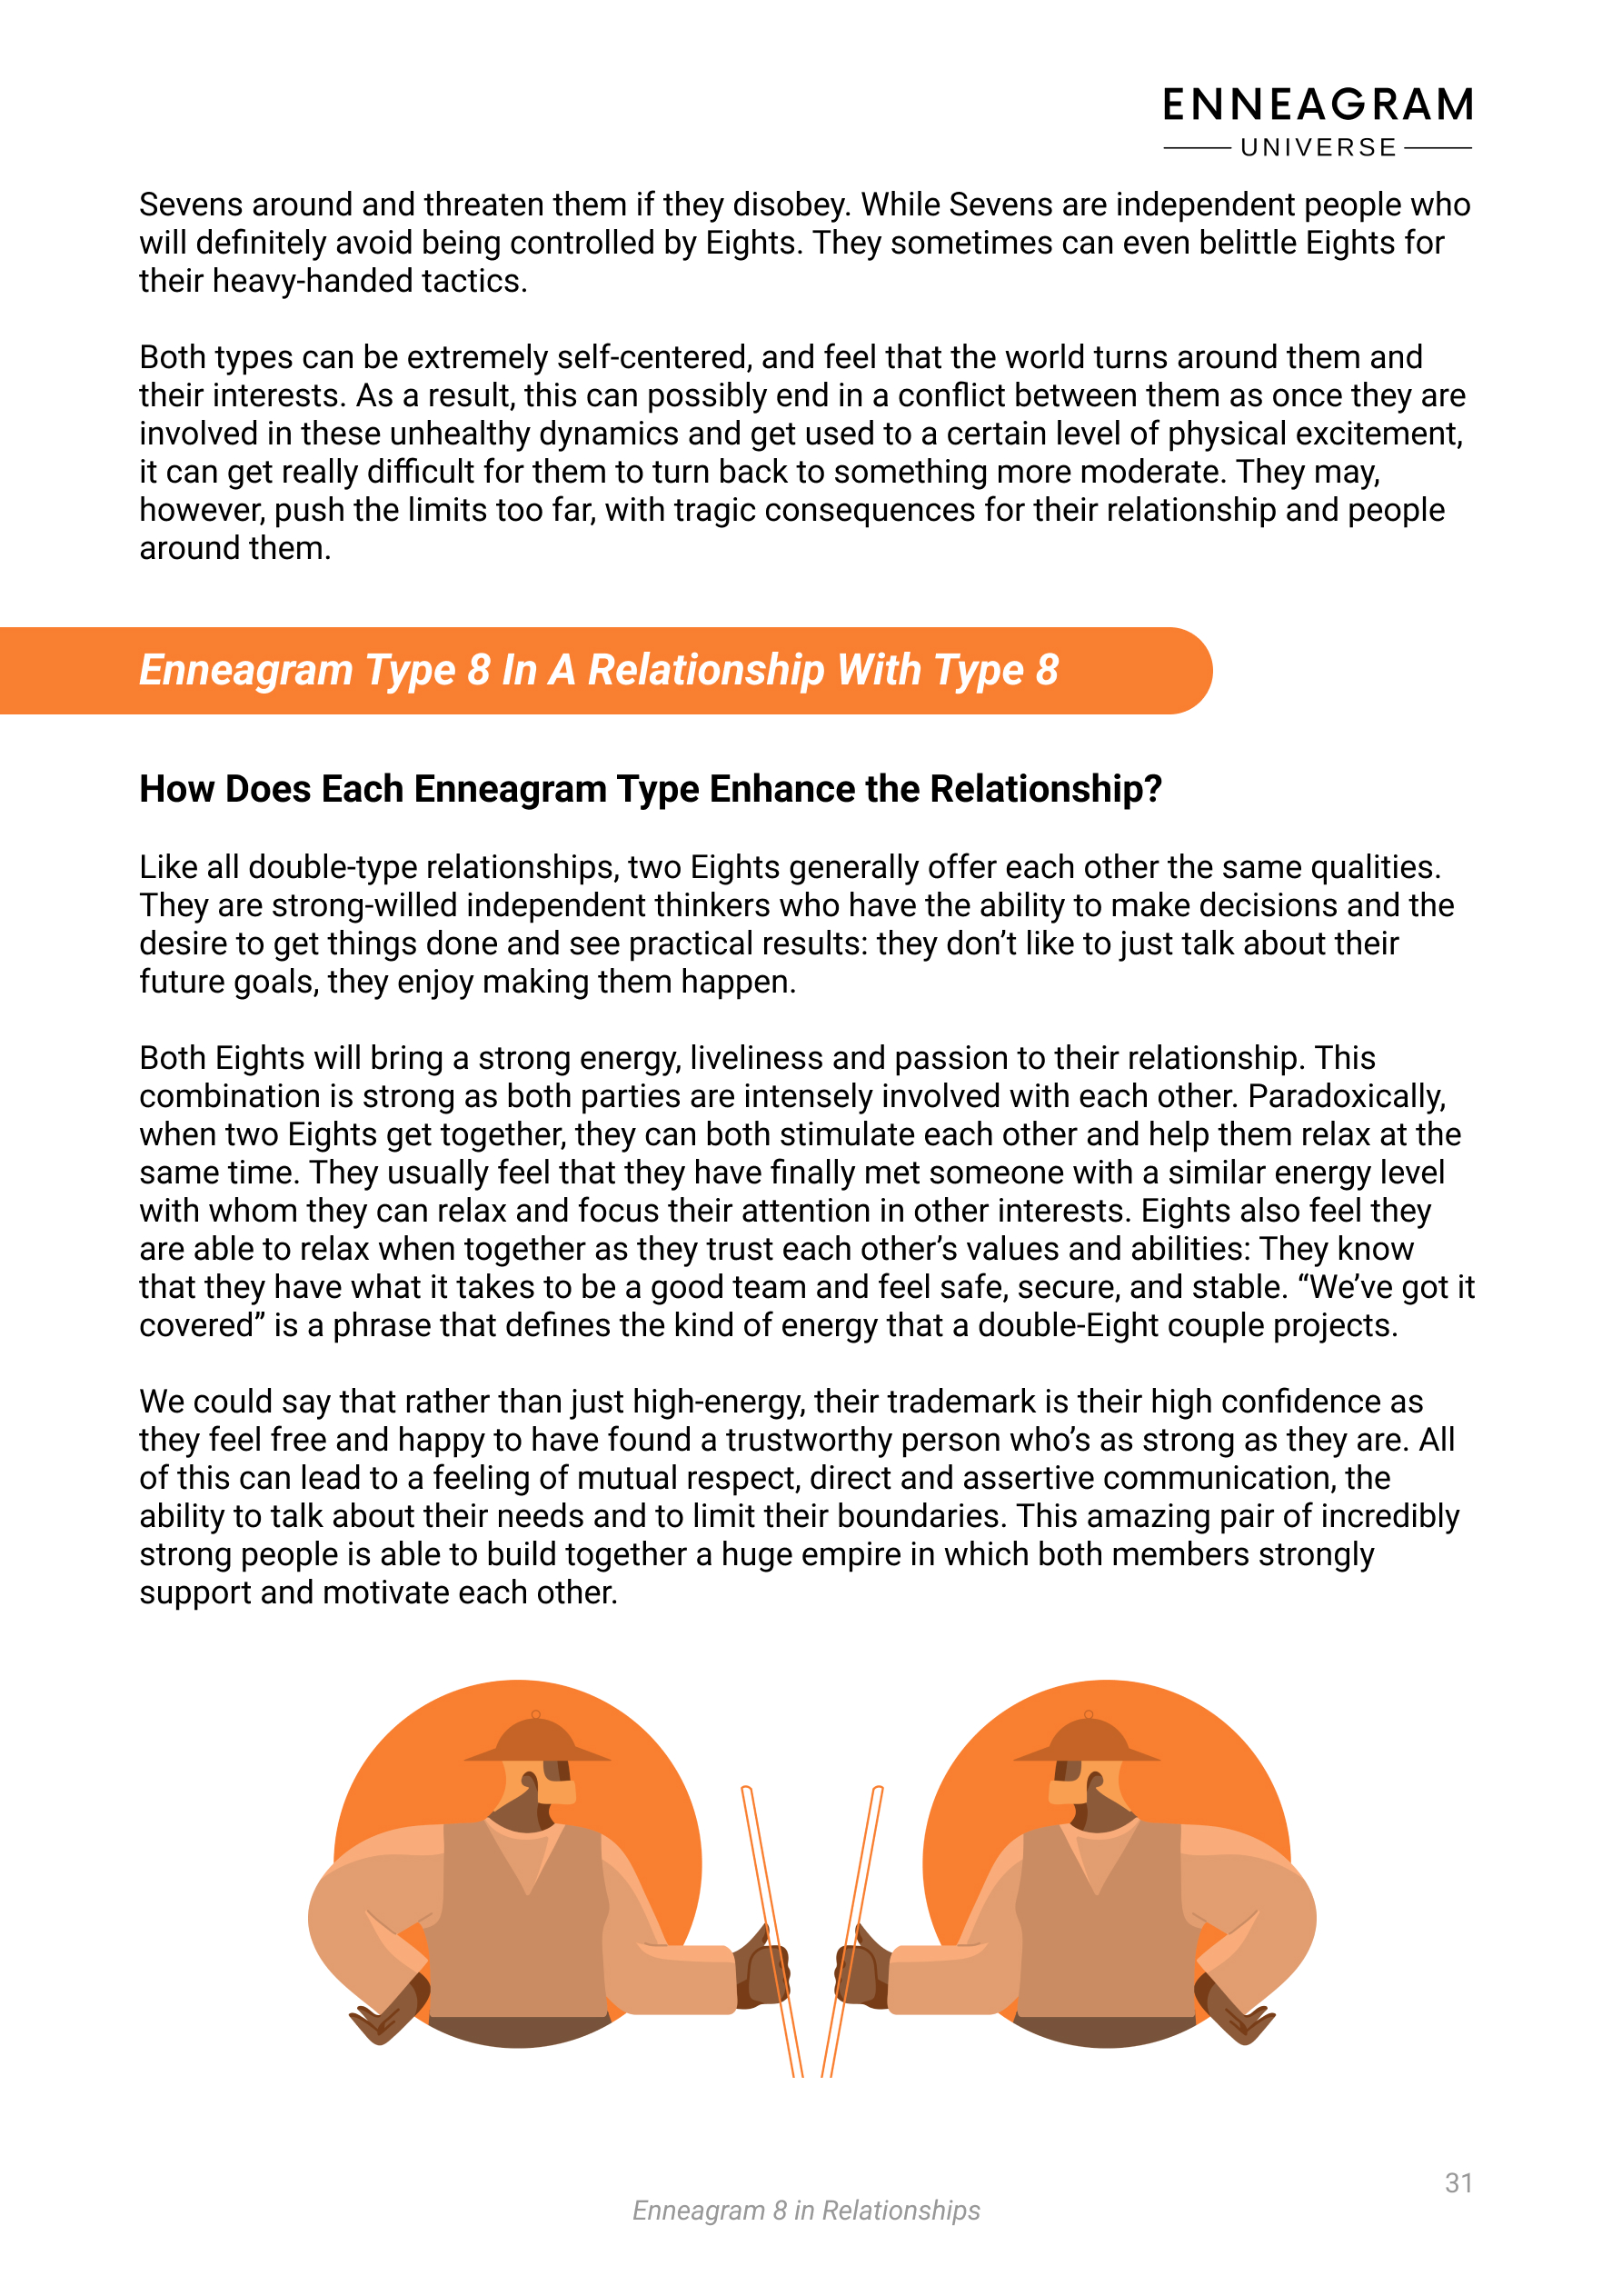 ENNEAGRAM
UNIVERSE
Sevens around and threaten them if they disobey. While Sevens are independent people who
will definitely avoid being controlled by Eights. They sometimes can even belittle Eights for
their heavy-handed tactics.
Both types can be extremely self-centered, and feel that the world turns around them and
their interests. As a result, this can possibly end in a conflict between them as once they are
involved in these unhealthy dynamics and get used to a certain level of physical excitement,
it can get really difficult for them to turn back to something more moderate. They may,
however, push the limits too far, with tragic consequences for their relationship and people
around them.
Enneagram Type 8 In A Relationship With Type 8
How Does Each Enneagram Type Enhance the Relationship?
Like all double-type relationships, two Eights generally offer each other the same qualities.
They are strong-willed independent thinkers who have the ability to make decisions and the
desire to get things done and see practical results: they don’t like to just talk about their
future goals, they enjoy making them happen.
Both Eights will bring a strong energy, liveliness and passion to their relationship. This
combination is strong as both parties are intensely involved with each other. Paradoxically,
when two Eights get together, they can both stimulate each other and help them relax at the
same time. They usually feel that they have finally met someone with a similar energy level
with whom they can relax and focus their attention in other interests. Eights also feel they
are able to relax when together as they trust each other’s values and abilities: They know
that they have what it takes to be a good team and feel safe, secure, and stable. “We’ve got it
covered” is a phrase that defines the kind of energy that a double-Eight couple projects.
We could say that rather than just high-energy, their trademark is their high confidence as
they feel free and happy to have found a trustworthy person who’s as strong as they are. All
of this can lead to a feeling of mutual respect, direct and assertive communication, the
ability to talk about their needs and to limit their boundaries. This amazing pair of incredibly
strong people is able to build together a huge empire in which both members strongly
support and motivate each other.
31
Enneagram 8 in Relationships